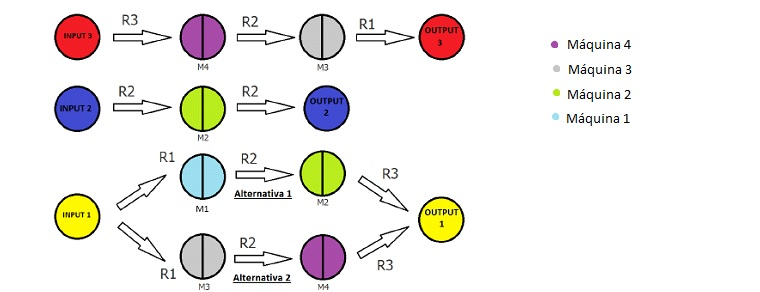 INPUT 3
R3
M4
R2
M3
R1
OUTPUT
3
INPUT 2
R2
M2
R2
OUTPUT
2
INPUT 1
R1
M1
R2
Alternativa 1
M2
R3
R1
M3
R2
Alternativa 2
M4
R3
OUTPUT
1
Máquina 4
Máquina 3
Máquina 2
Máquina 1